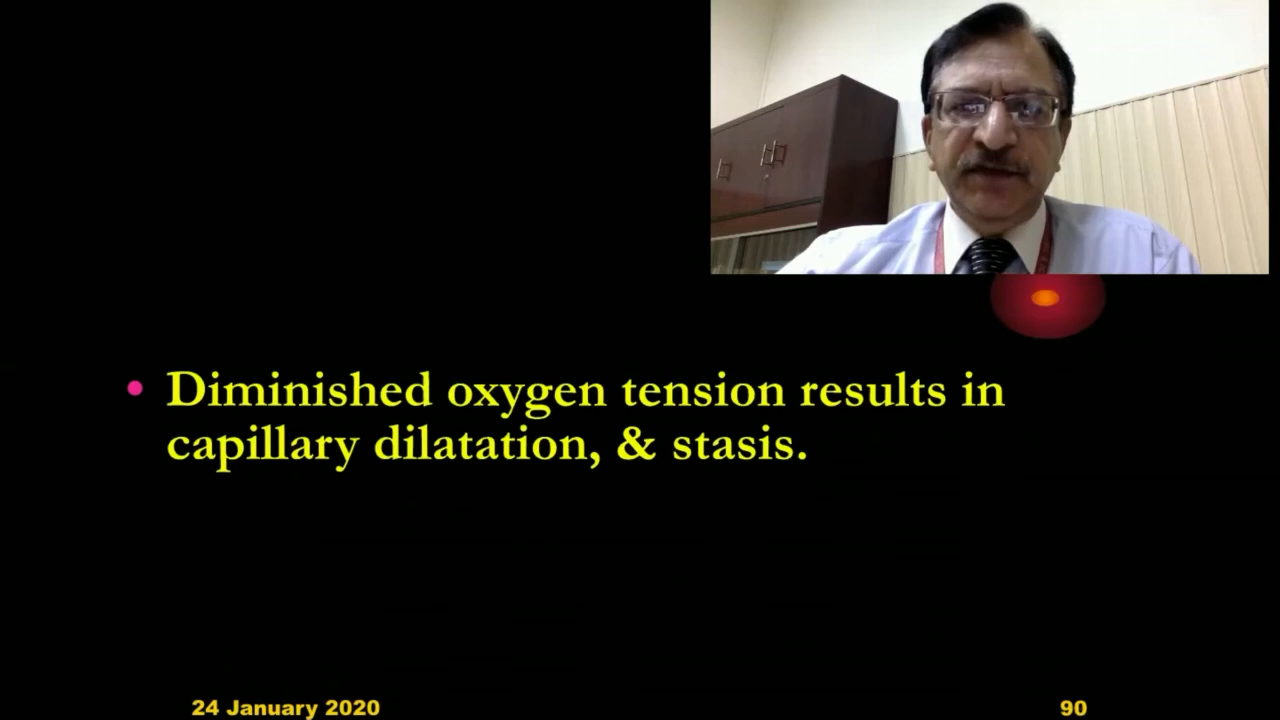 • Diminished oxygen tension results in
capillary dilatation, & stasis.
24 January 2020
90